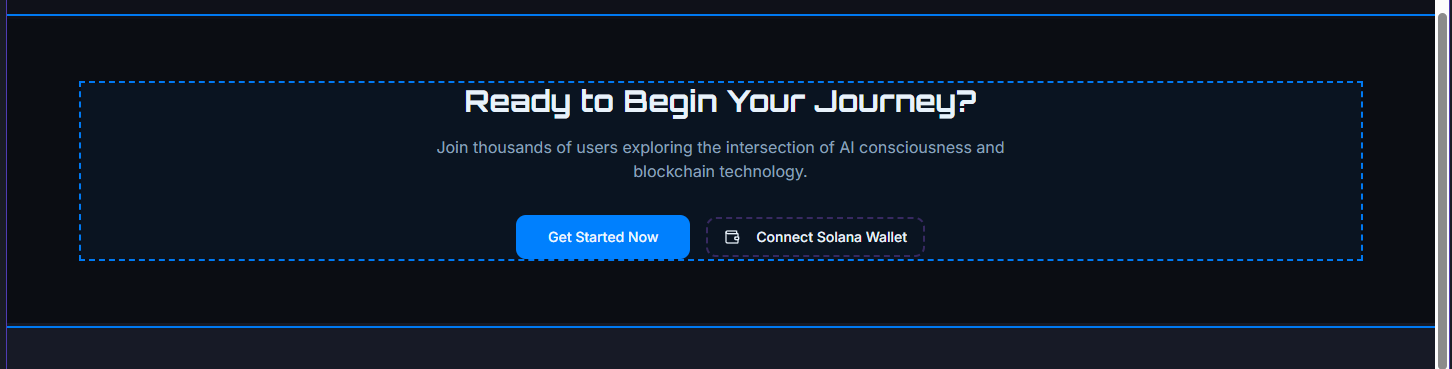 Ready to Begin Your Journey?
Join thousands of users exploring the intersection of AI consciousness and
blockchain technology.
Get Started Now
Connect Solana Wallet